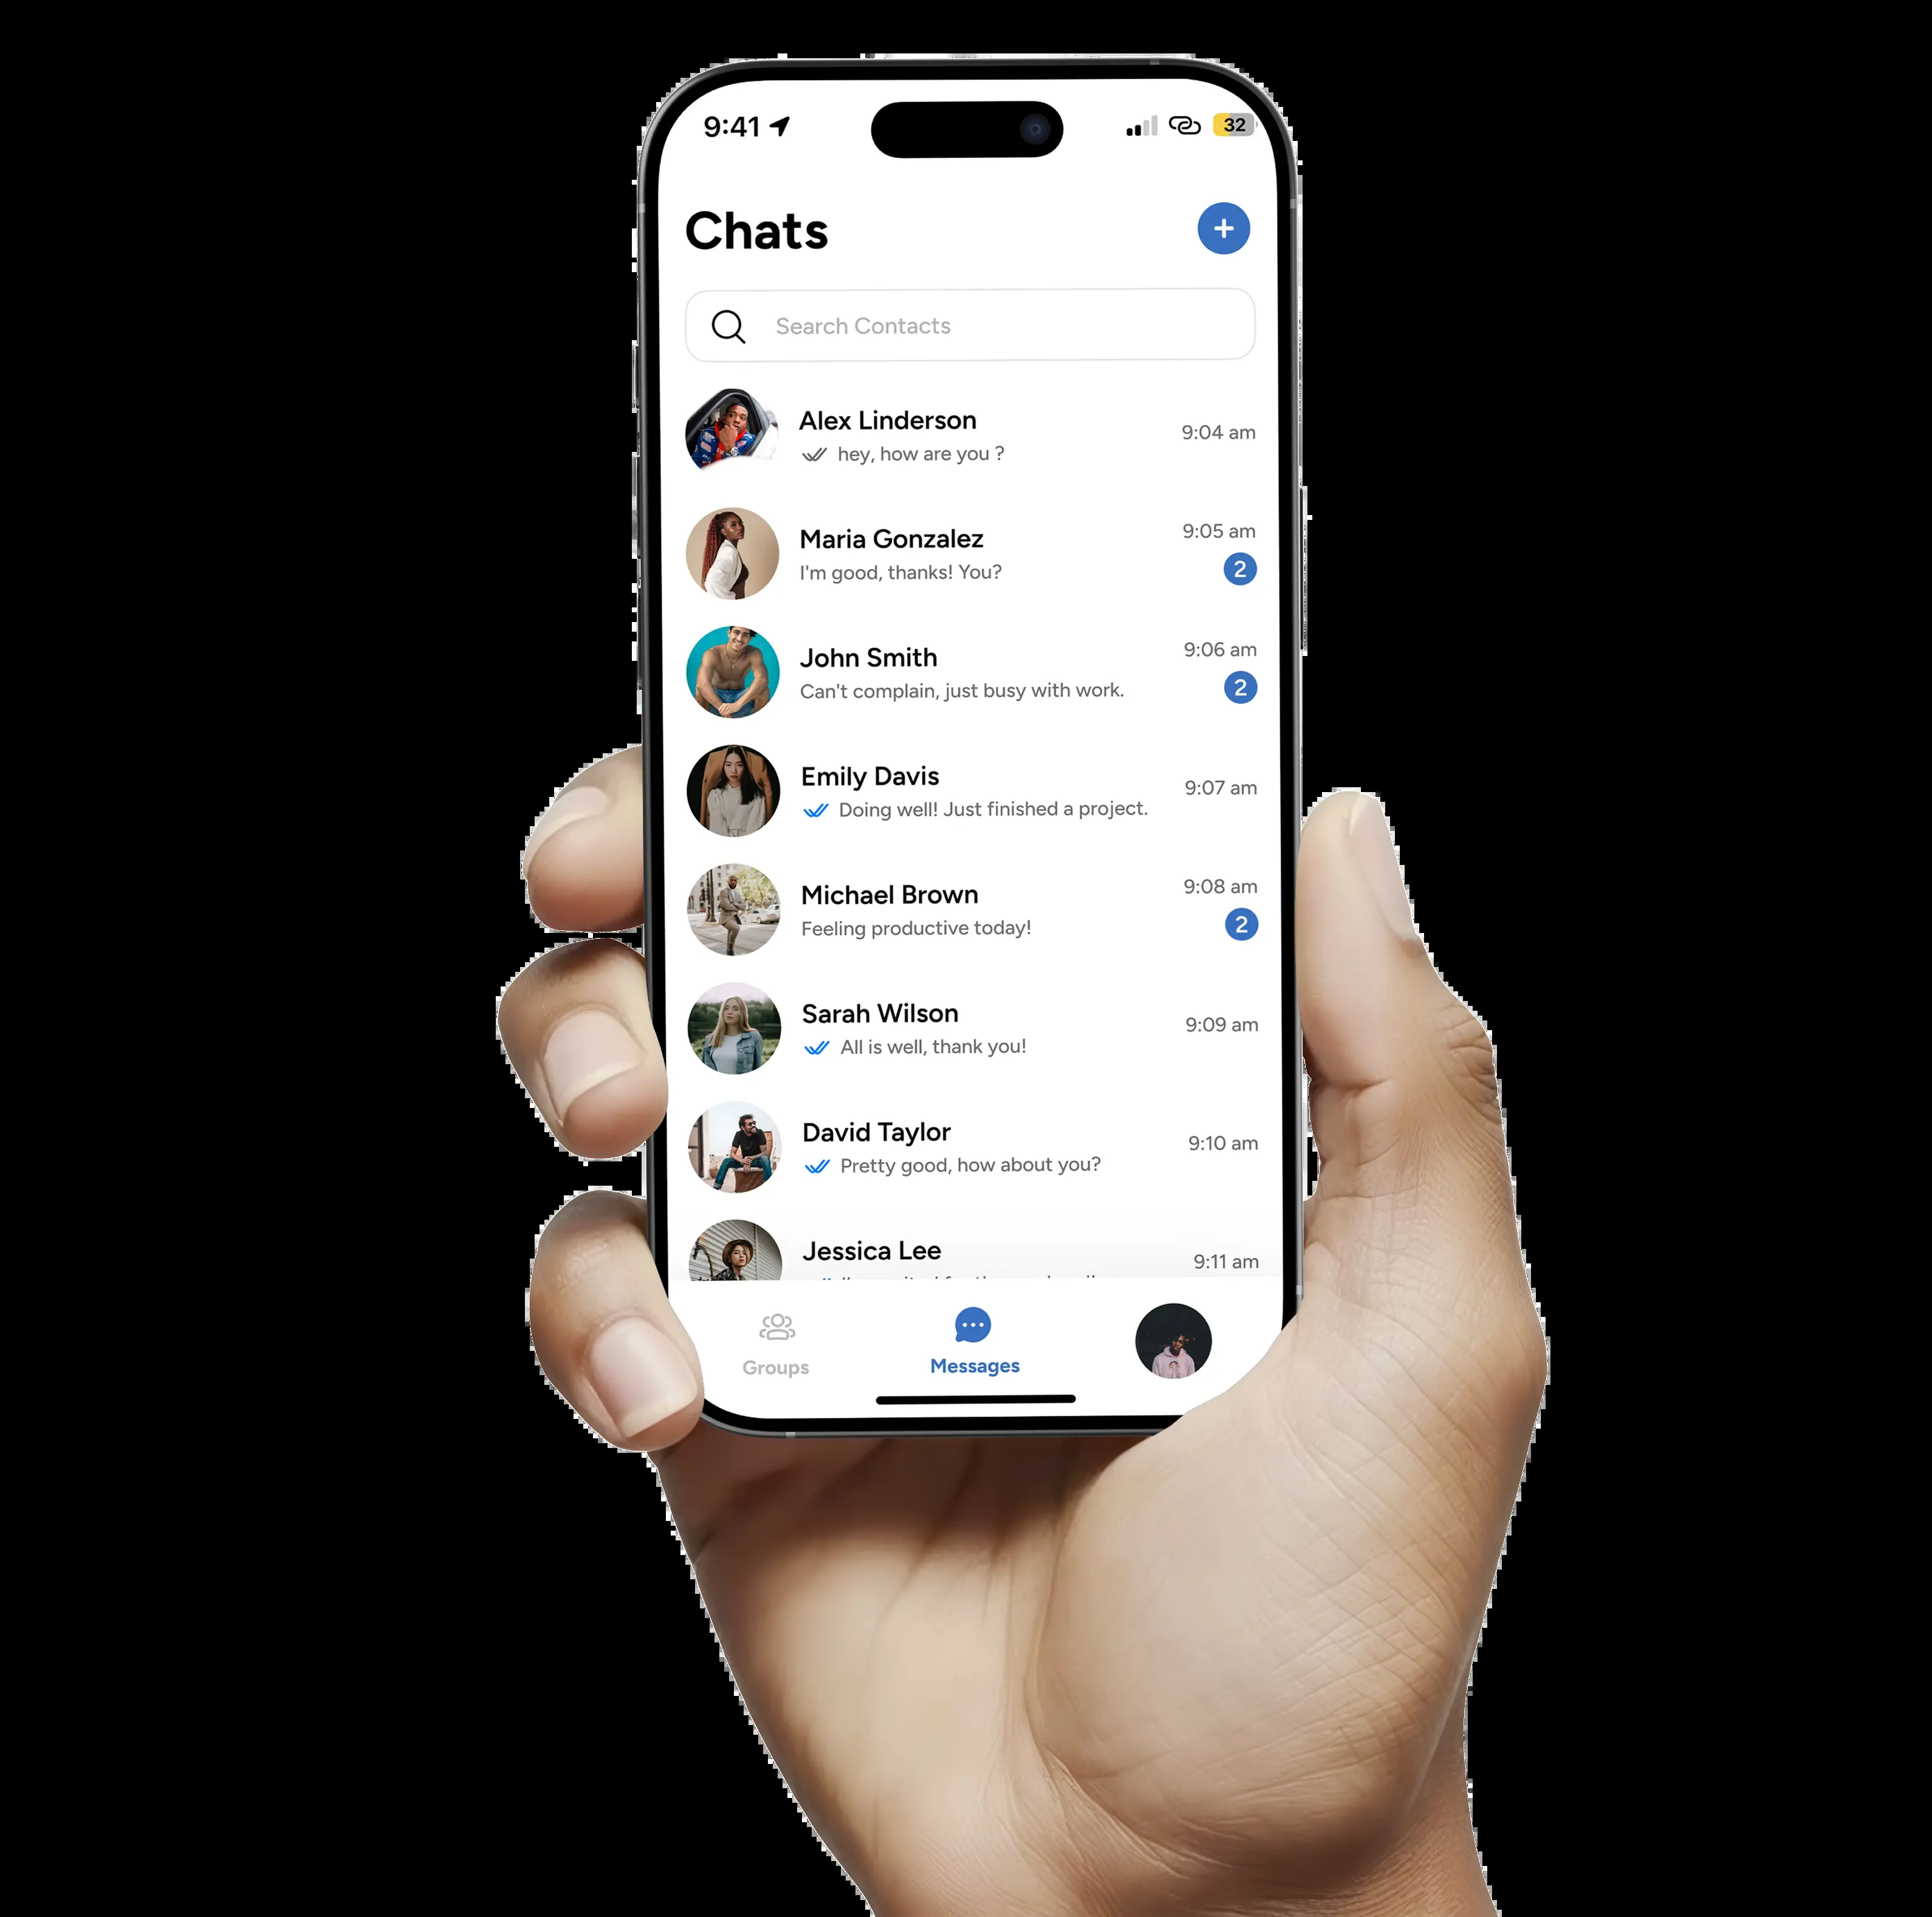 9:41
32
Chats
Search Contacts
Alex Linderson
9:04 am
hey, how are you ?
Maria Gonzalez
9:05 am
I'm good, thanks! You?
2
John Smith
9:06 am
Can't complain, just busy with work.
2
Emily Davis
9:07 am
Doing well! Just finished a project.
Michael Brown
9:08 am
Feeling productive today!
2
Sarah Wilson
9:09 am
All is well, thank you!
David Taylor
9:10 am
Pretty good, how about you?
Jessica Lee
9:11 am
Groups
Messages